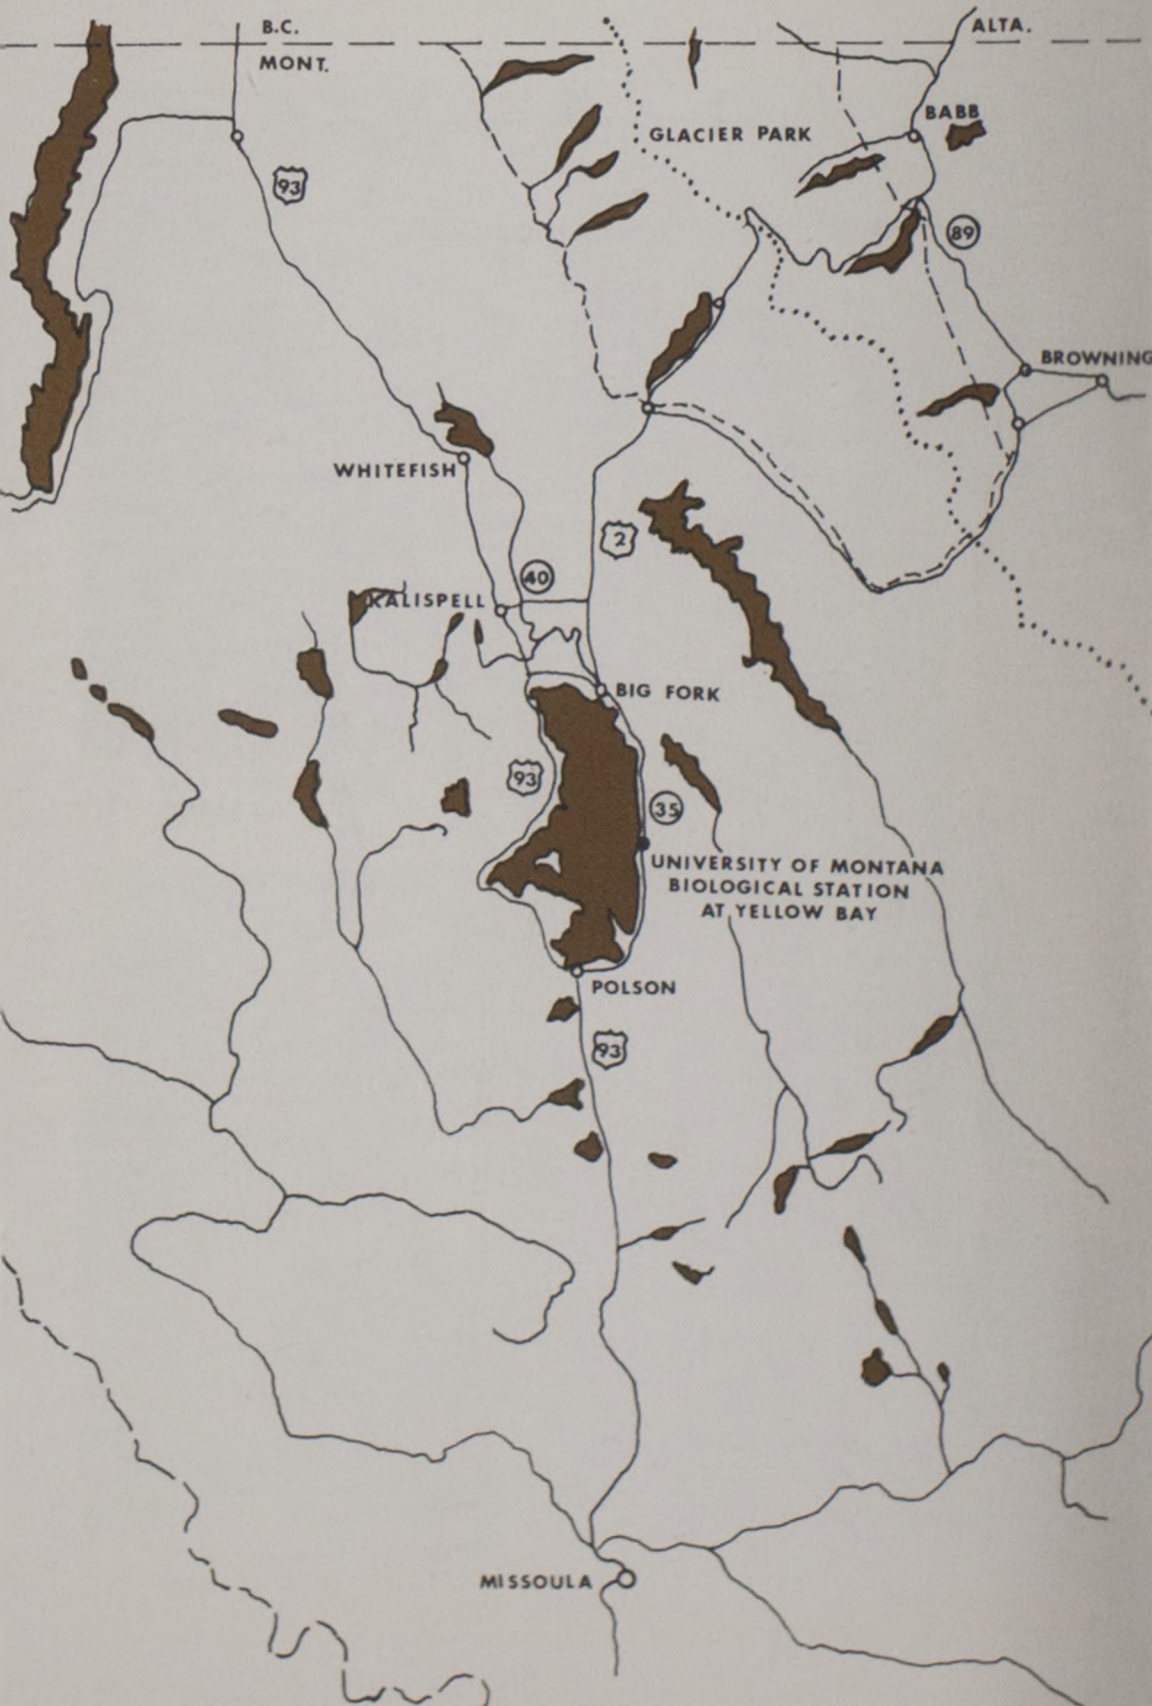 B.C.
ALTA.
MONT.
BABB
GLACIER PARK
93
89
BROWNING
WHITEFISH
2
40
KALISPELL
BIG FORK
93
35
UNIVERSITY OF MONTANA
BIOLOGICAL STATION
AT YELLOW BAY
POLSON
93
MISSOULA